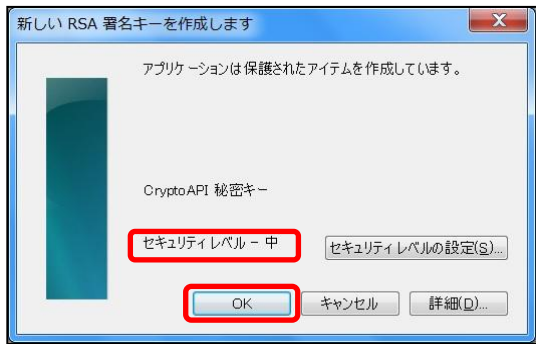 新しい RSA 署名キーを作成します
アプリケーションは保護されたアイテムを作成しています。
CryptoAPI 秘密キー
セキュリティ レベル - 中
セキュリティ レベルの設定(S)...
OK
キャンセル
詳細(D)...